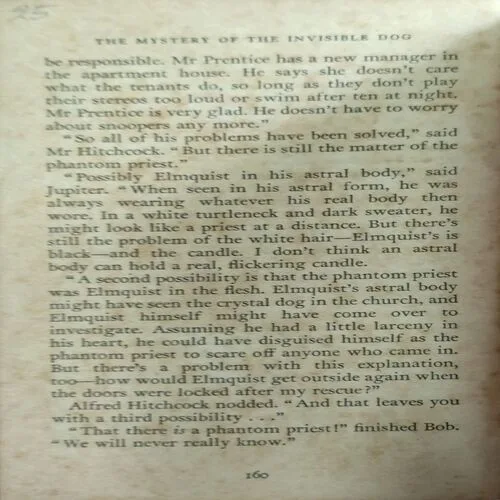 25
THE MYSTERY OF THE INVISIBLE DOG
be responsible. Mr Prentice has a new manager in
the apartment house. He says she doesn't care
what the tenants do, so long as they don't play
their stereos too loud or swim after ten at night.
Mr Prentice is very glad. He doesn't have to worry
about snoopers any more."
"So all of his problems have been solved," said
Mr Hitchcock. "But there is still the matter of the
phantom priest."
"Possibly Elmquist in his astral body," said
Jupiter. "When seen in his astral form, he was
always wearing whatever his real body then
wore. In a white turtleneck and dark sweater, he
might look like a priest at a distance. But there's
still the problem of the white hair—Elmquist's is
black—and the candle. I don't think an astral
body can hold a real, flickering candle.
"A second possibility is that the phantom priest
was Elmquist in the flesh. Elmquist's astral body
might have seen the crystal dog in the church, and
Elmquist himself might have come over to
investigate. Assuming he had a little larceny in
his heart, he could have disguised himself as the
phantom priest to scare off anyone who came in.
But there's a problem with this explanation,
too—how would Elmquist get outside again when
the doors were locked after my rescue?"
Alfred Hitchcock nodded. "And that leaves you
with a third possibility . . ."
"That there is a phantom priest!" finished Bob.
"We will never really know."
160